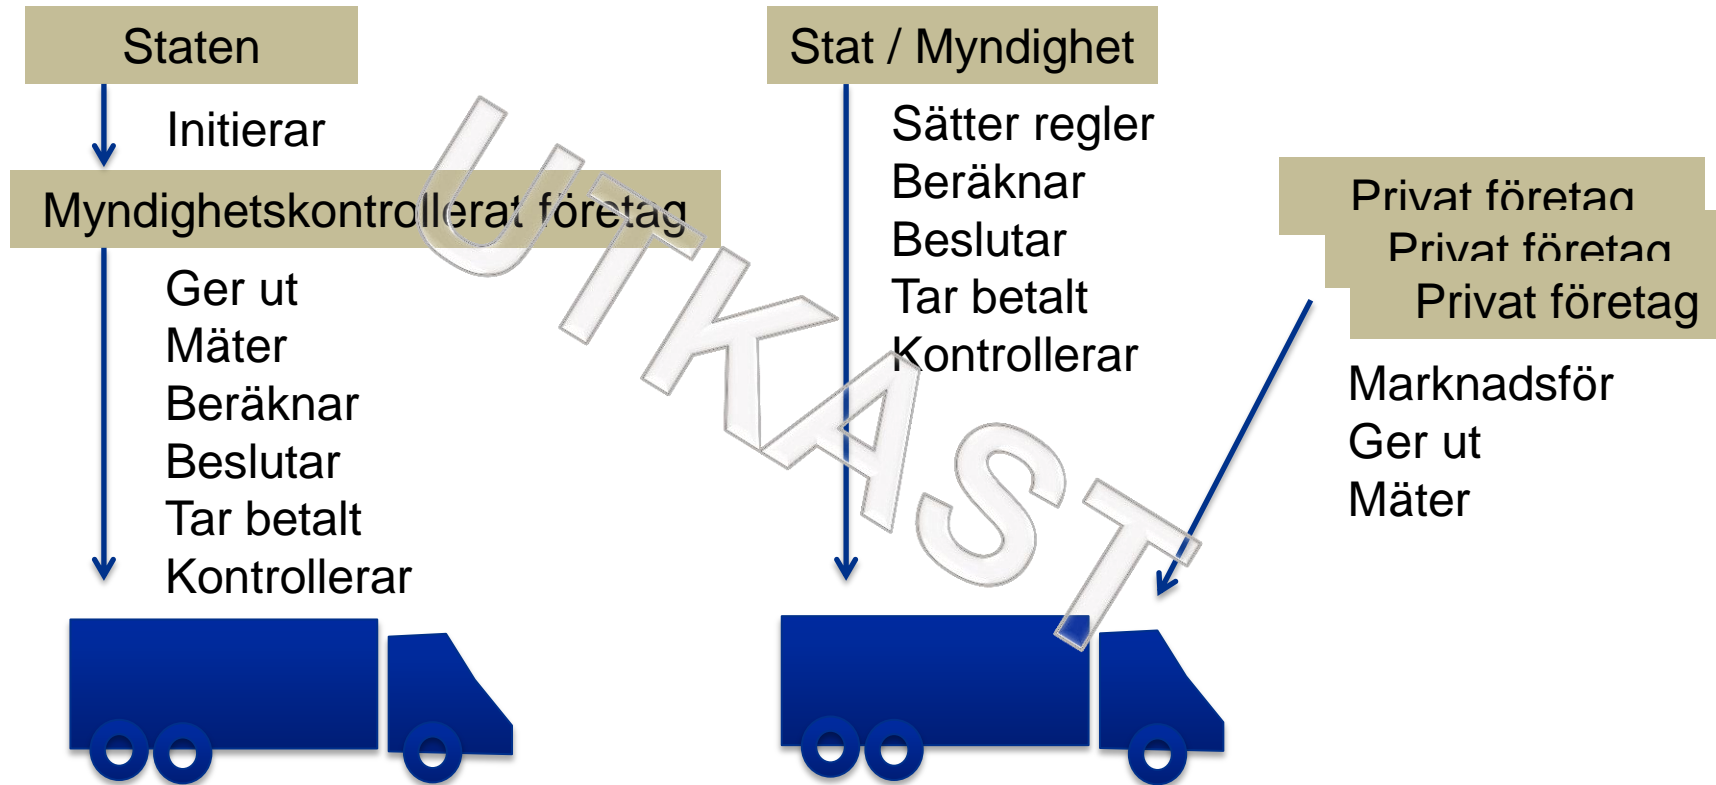 Staten
Initierar
Myndighetskontrollerat företag
Ger ut
Mäter
Beräknar
Beslutar
Tar betalt
Kontrollerar
Stat / Myndighet
Sätter regler
Beräknar
Beslutar
Tar betalt
Kontrollerar
Privat företag
Privat företag
Privat företag
Marknadsför
Ger ut
Mäter
UTKAST